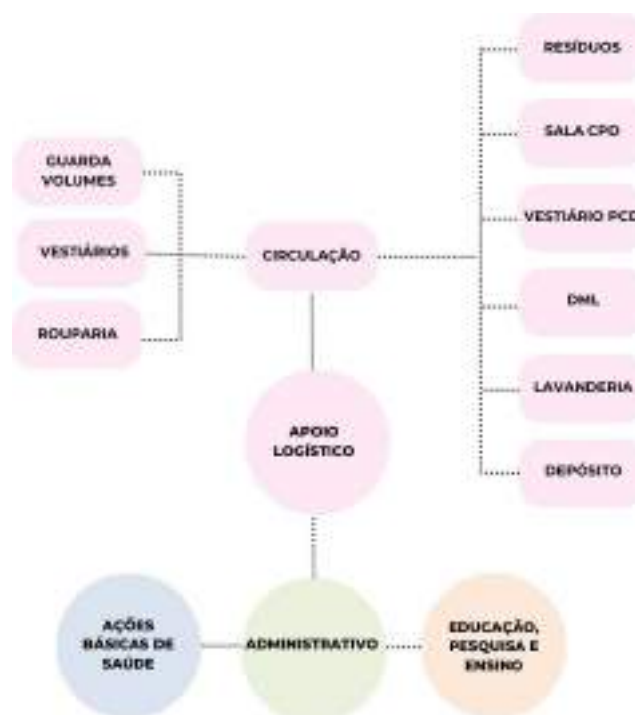 RESÍDUOS
SALA CPD
GUARDA
VOLUMES
VESTIÁRIO PCD
VESTIÁRIOS
CIRCULAÇÃO
DML
ROUPARIA
LAVANDERIA
APOIO
LOGÍSTICO
DEPÓSITO
AÇÕES
BÁSICAS DE
SAÚDE
ADMINISTRATIVO
EDUCAÇÃO,
PESQUISA E
ENSINO